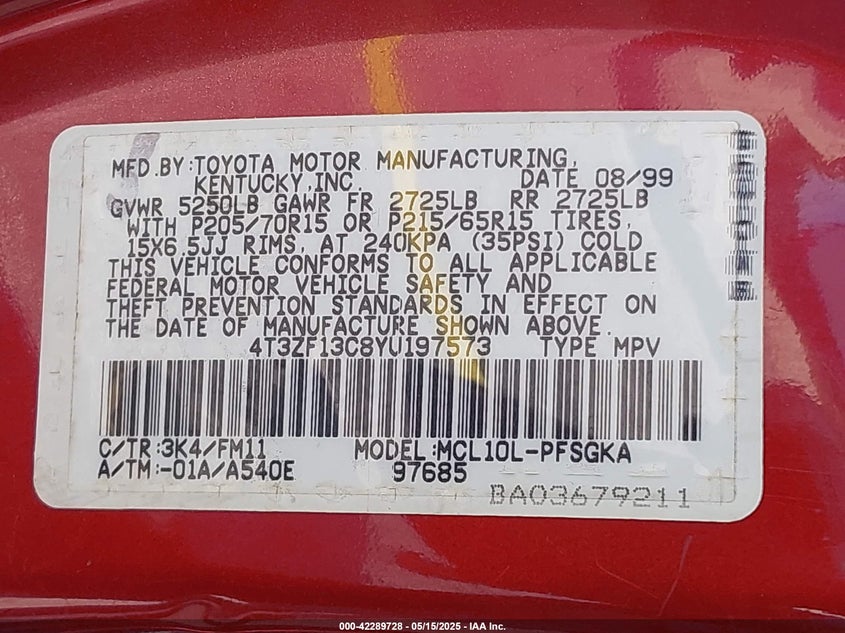 MFD.BY:TOYOTA MOTOR MANUFACTURING,
KENTUCKY,INC. DATE 08/99
GVWR 5250LB GAWR FR 2725LB RR 2725LB
WITH P205/70R15 OR P215/65R15 TIRES,
15X6.5JJ RIMS, AT 240KPA (35PSI) COLD
THIS VEHICLE CONFORMS TO ALL APPLICABLE
FEDERAL MOTOR VEHICLE SAFETY AND
THEFT PREVENTION STANDARDS IN EFFECT ON
THE DATE OF MANUFACTURE SHOWN ABOVE.
4T3ZF13C8YU197573 TYPE MPV
C/TR:3K4/FM11 MODEL:MCL10L-PFSGKA
A/TM:-01A/A540E 97685
BA03679211
000-42289728 - 05/15/2025 - IAA Inc.